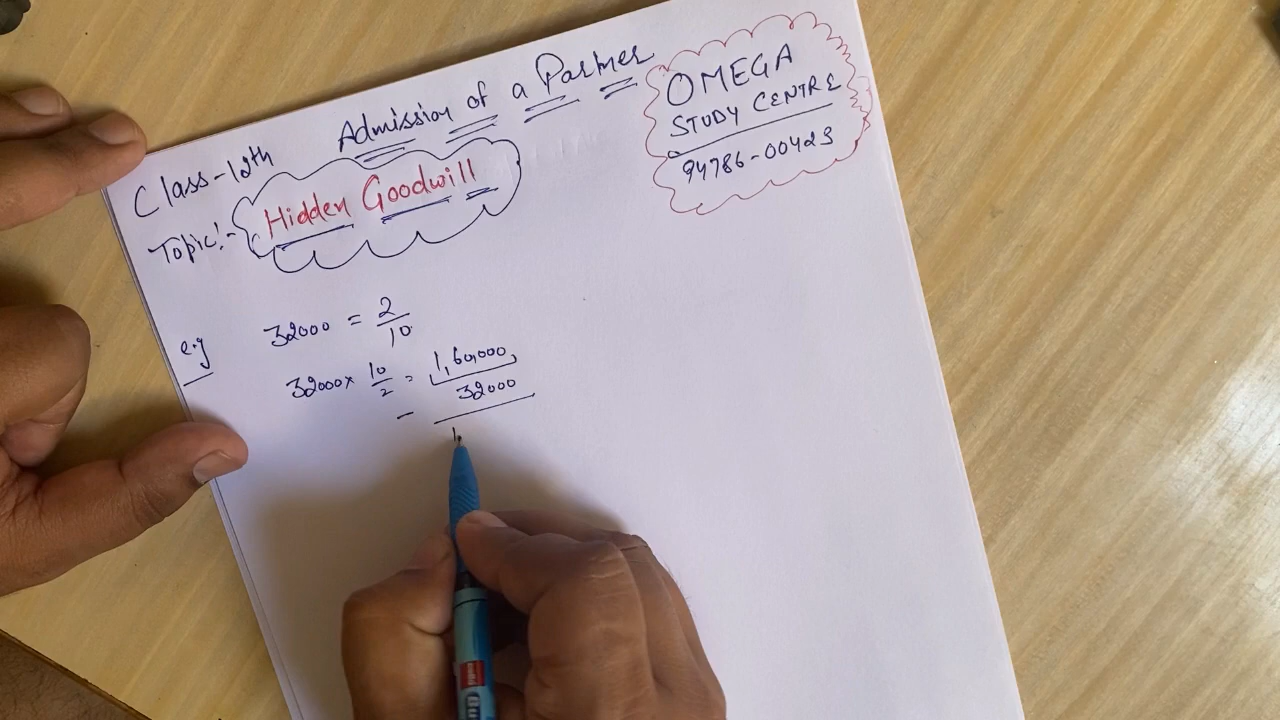 Admission of a Partner
OMEGA
STUDY CENTRE
94786-00423
Class-12th
Topic:- Hidden Goodwill
e.g 32000 = 2/10
32000 x 10/2 = 1,60,000
- 32000
1